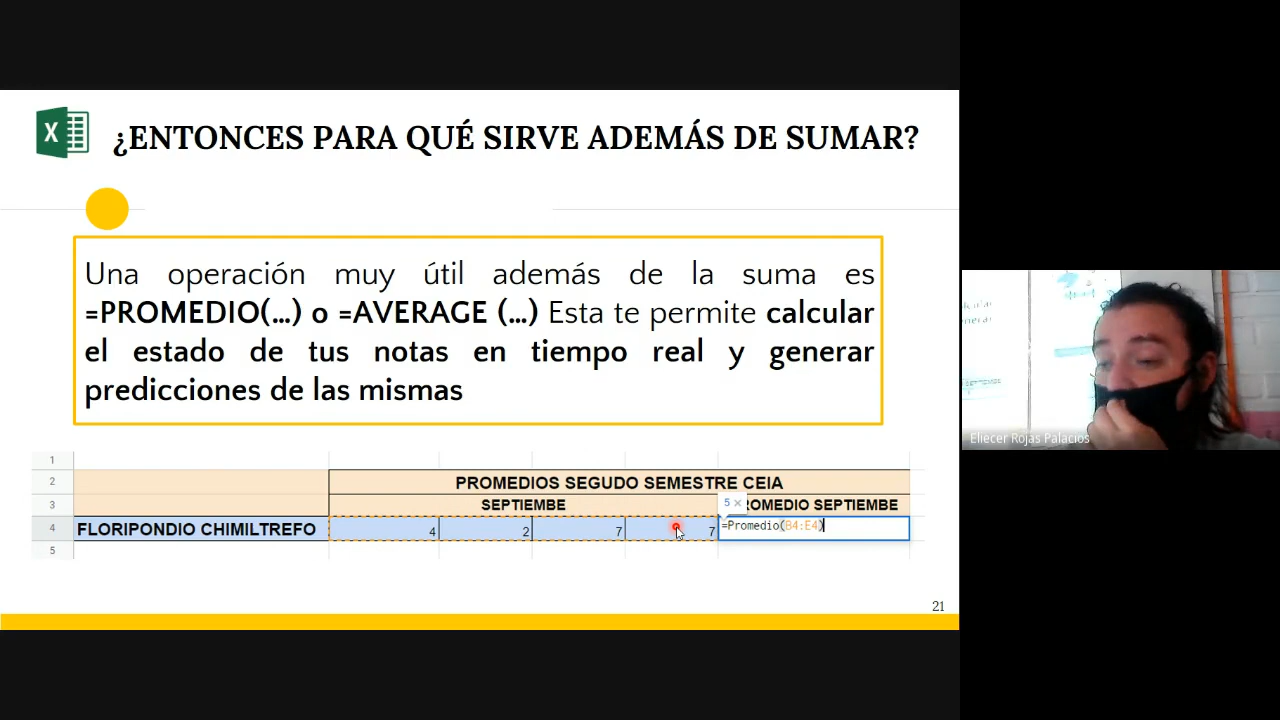 X
¿ENTONCES PARA QUÉ SIRVE ADEMÁS DE SUMAR?
Una operación muy útil además de la suma es
=PROMEDIO(...) o =AVERAGE (...) Esta te permite calcular
el estado de tus notas en tiempo real y generar
predicciones de las mismas
1
2 PROMEDIOS SEGUDO SEMESTRE CEIA
3 SEPTIEMBE 5 × ROMEDIO SEPTIEMBE
4 FLORIPONDIO CHIMILTREFO 4 2 7 7 =Promedio(B4:E4)
5
21
Eliecer Rojas Palacios